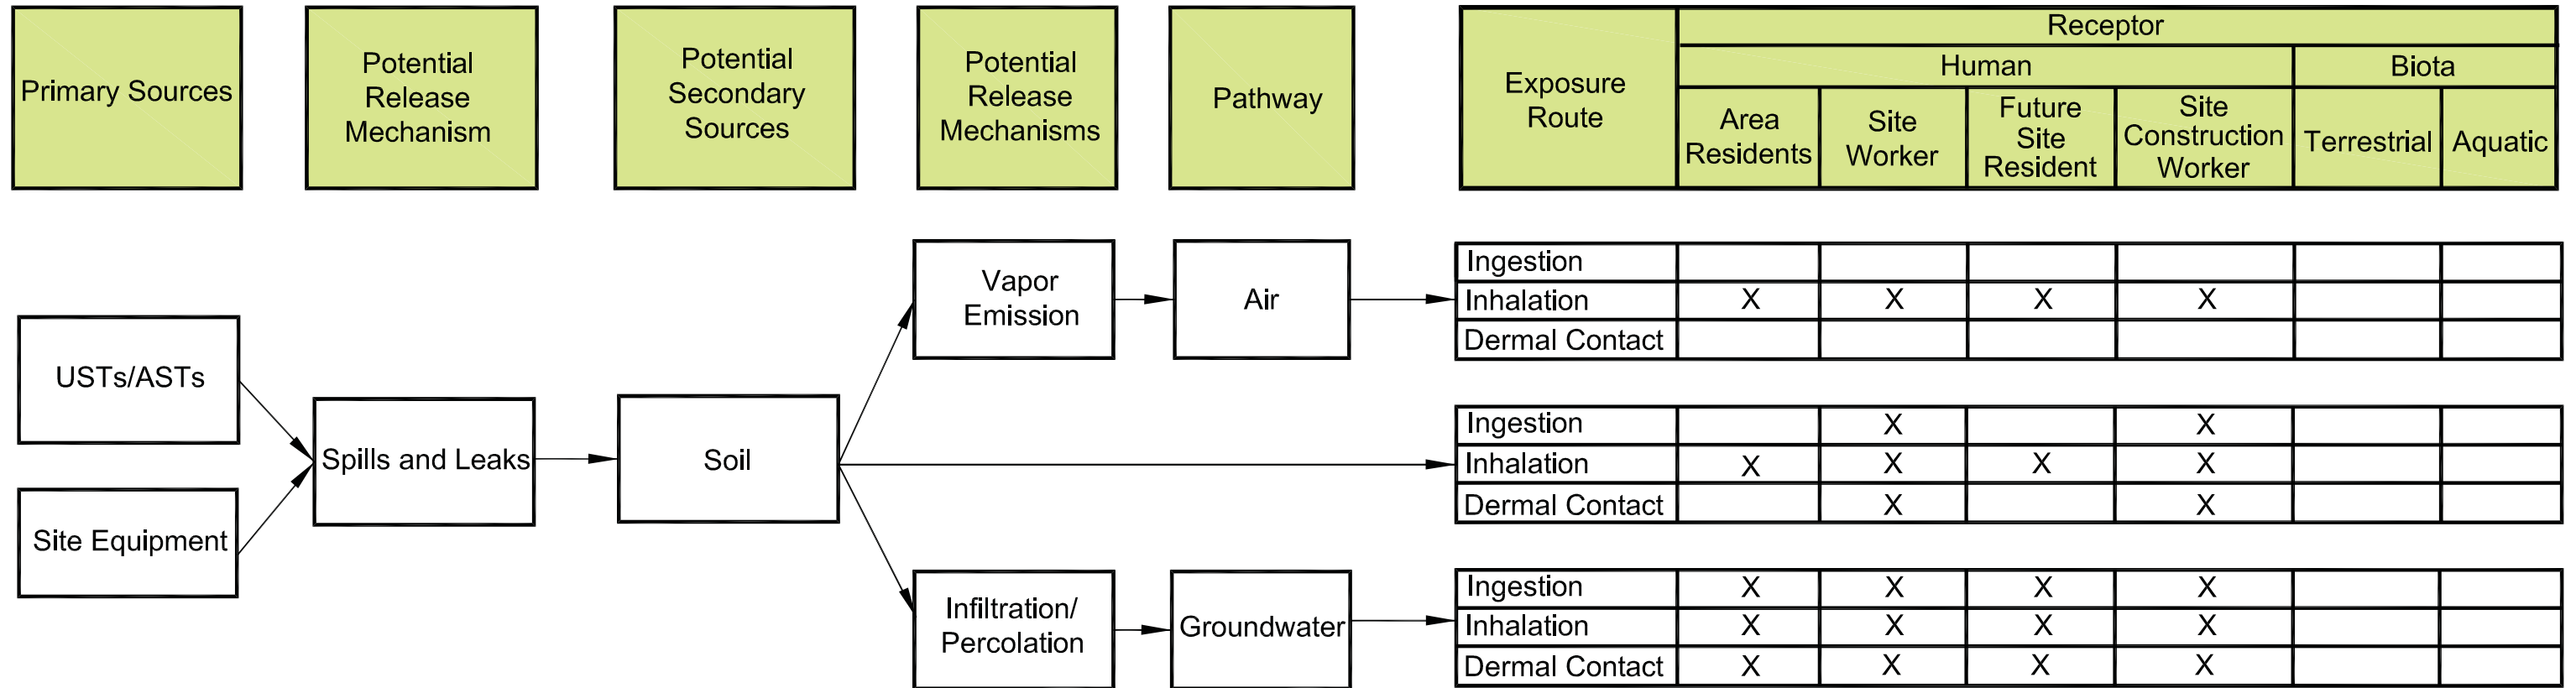 Primary Sources
Potential
Release
Mechanism
Potential
Secondary
Sources
Potential
Release
Mechanisms
Pathway
Exposure
Route
Receptor
Human
Biota
Area
Residents
Site
Worker
Future
Site
Resident
Site
Construction
Worker
Terrestrial
Aquatic
USTs/ASTs
Site Equipment
Spills and Leaks
Soil
Vapor
Emission
Air
Ingestion
Inhalation X X X X
Dermal Contact
Ingestion X X
Inhalation X X X X
Dermal Contact X X
Infiltration/
Percolation
Groundwater
Ingestion X X X X
Inhalation X X X X
Dermal Contact X X X X